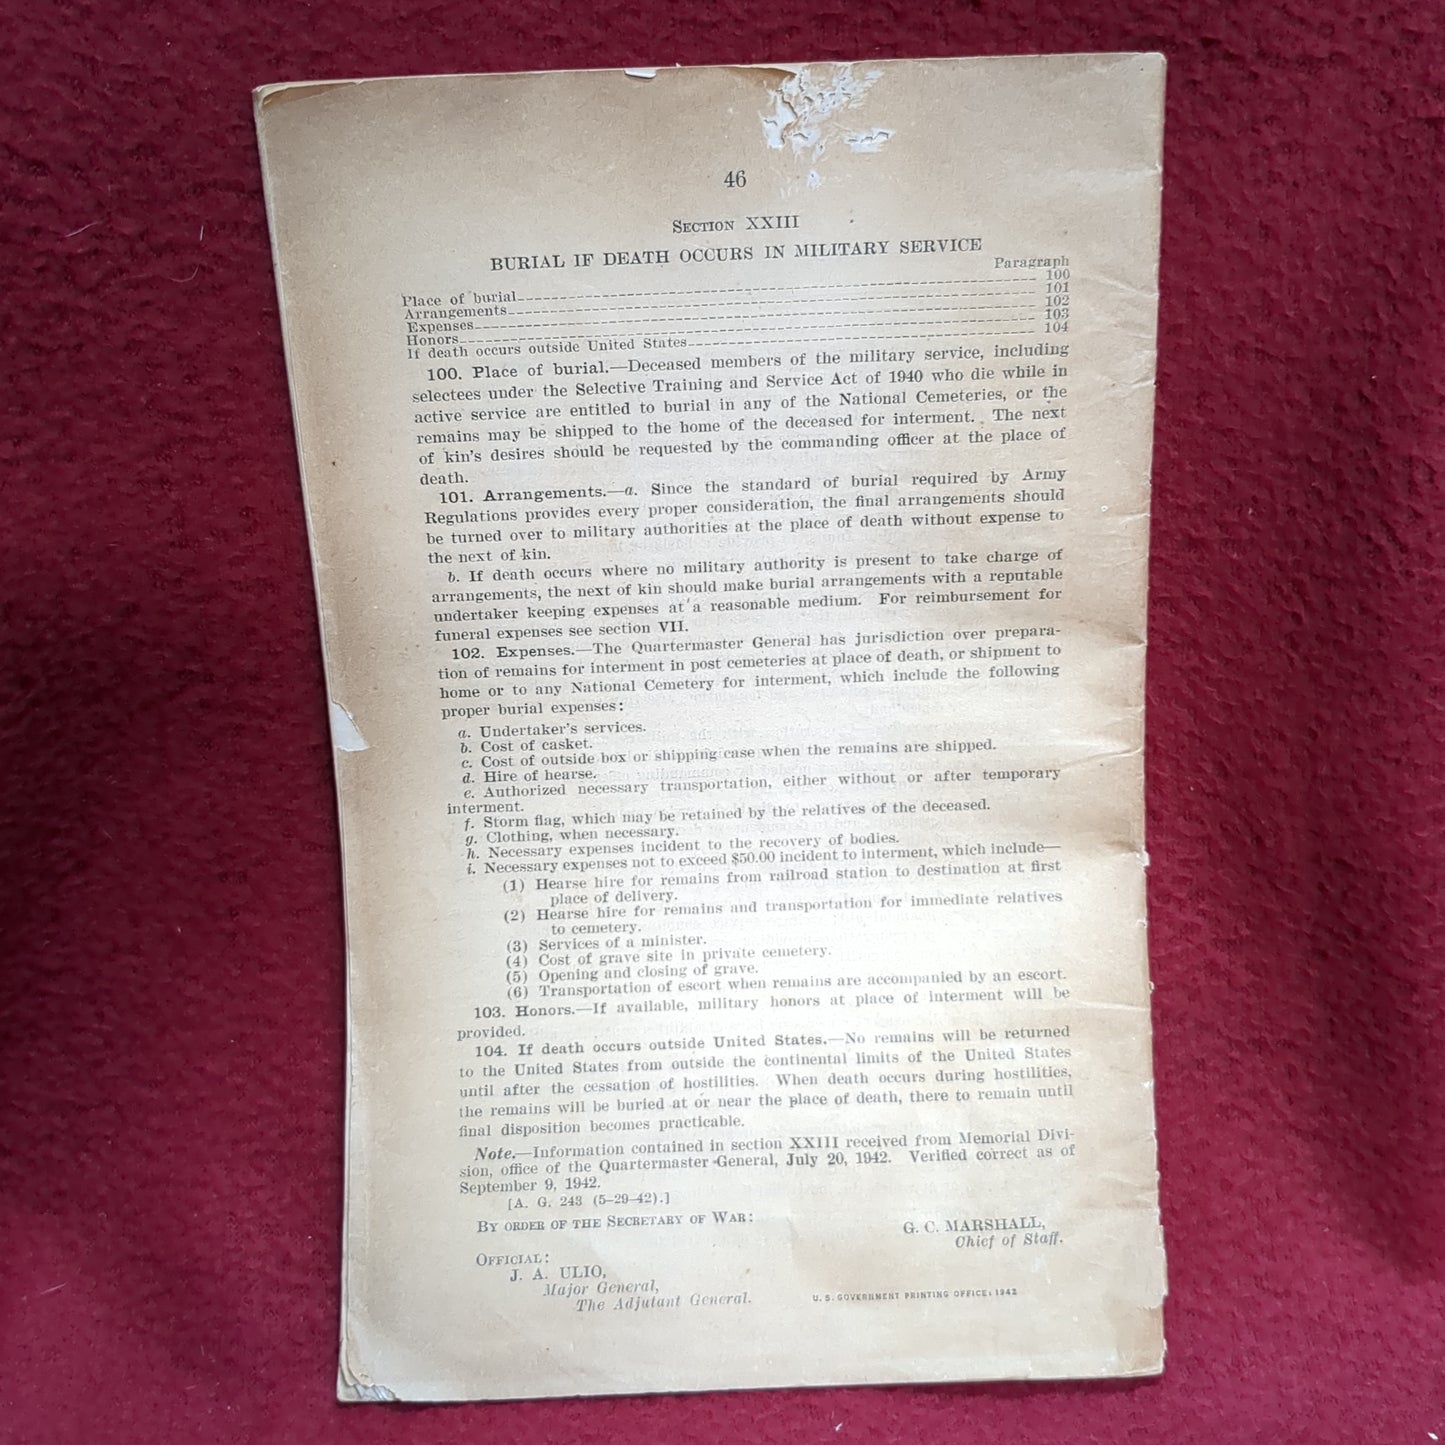 46
SECTION XXIII
BURIAL IF DEATH OCCURS IN MILITARY SERVICE
Paragraph
Place of burial 100
Arrangements 101
Expenses 102
Honors 103
If death occurs outside United States 104
100. Place of burial.—Deceased members of the military service, including
selectees under the Selective Training and Service Act of 1940 who die while in
active service are entitled to burial in any of the National Cemeteries, or the
remains may be shipped to the home of the deceased for interment. The next
of kin's desires should be requested by the commanding officer at the place of
death.
101. Arrangements.—a. Since the standard of burial required by Army
Regulations provides every proper consideration, the final arrangements should
be turned over to military authorities at the place of death without expense to
the next of kin.
b. If death occurs where no military authority is present to take charge of
arrangements, the next of kin should make burial arrangements with a reputable
undertaker keeping expenses at a reasonable medium. For reimbursement for
funeral expenses see section VII.
102. Expenses.—The Quartermaster General has jurisdiction over prepara-
tion of remains for interment in post cemeteries at place of death, or shipment to
home or to any National Cemetery for interment, which include the following
proper burial expenses:
a. Undertaker's services.
b. Cost of casket.
c. Cost of outside box or shipping case when the remains are shipped.
d. Hire of hearse.
e. Authorized necessary transportation, either without or after temporary
interment.
f. Storm flag, which may be retained by the relatives of the deceased.
g. Clothing, when necessary.
h. Necessary expenses incident to the recovery of bodies.
i. Necessary expenses not to exceed $50.00 incident to interment, which include—
(1) Hearse hire for remains from railroad station to destination at first
place of delivery.
(2) Hearse hire for remains and transportation for immediate relatives
to cemetery.
(3) Services of a minister.
(4) Cost of grave site in private cemetery.
(5) Opening and closing of grave.
(6) Transportation of escort when remains are accompanied by an escort.
103. Honors.—If available, military honors at place of interment will be
provided.
104. If death occurs outside United States.—No remains will be returned
to the United States from outside the continental limits of the United States
until after the cessation of hostilities. When death occurs during hostilities,
the remains will be buried at or near the place of death, there to remain until
final disposition becomes practicable.
Note.—Information contained in section XXIII received from Memorial Divi-
sion, office of the Quartermaster General, July 20, 1942. Verified correct as of
September 9, 1942.
[A. G. 243 (5-29-42).]
BY ORDER OF THE SECRETARY OF WAR:
G. C. MARSHALL,
Chief of Staff.
OFFICIAL:
J. A. ULIO,
Major General,
The Adjutant General.
U. S. GOVERNMENT PRINTING OFFICE: 1942